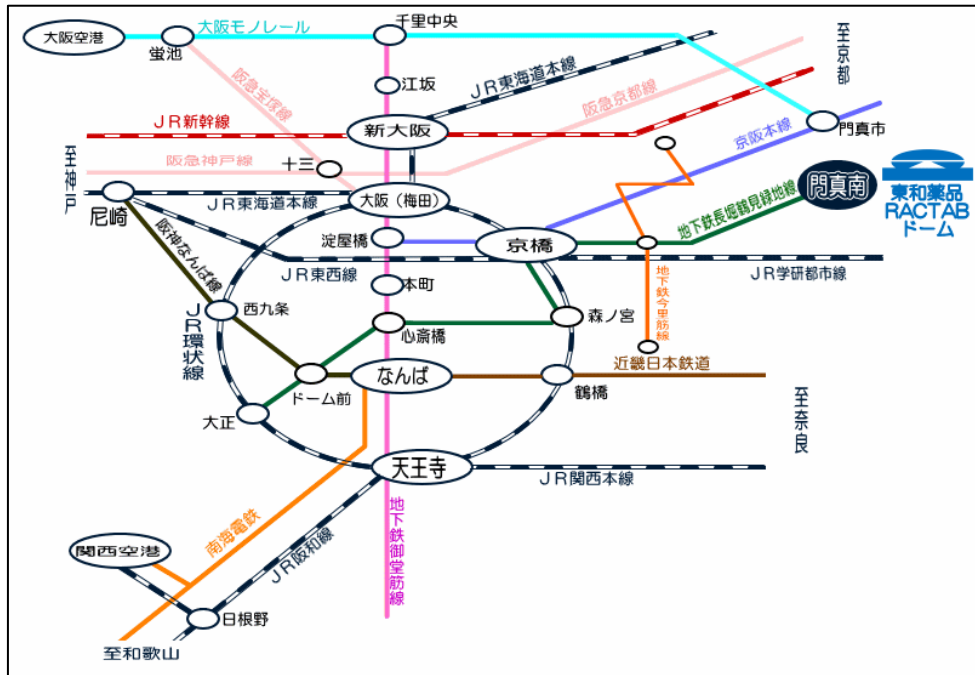 大阪空港
大阪モノレール
千里中央
蛍池
至京都
江坂
JR東海道本線
阪急宝塚線
阪急京都線
JR新幹線
新大阪
京阪本線
門真市
至神戸
阪急神戸線
十三
門真南
東和薬品
RACTAB
ドーム
尼崎
JR東海道本線
大阪（梅田）
地下鉄長堀鶴見緑地線
淀屋橋
京橋
阪神なんば線
JR東西線
JR学研都市線
本町
地下鉄今里筋線
西九条
JR環状線
心斎橋
森ノ宮
近畿日本鉄道
なんば
ドーム前
鶴橋
大正
至奈良
天王寺
JR関西本線
地下鉄御堂筋線
南海電鉄
JR阪和線
関西空港
日根野
至和歌山